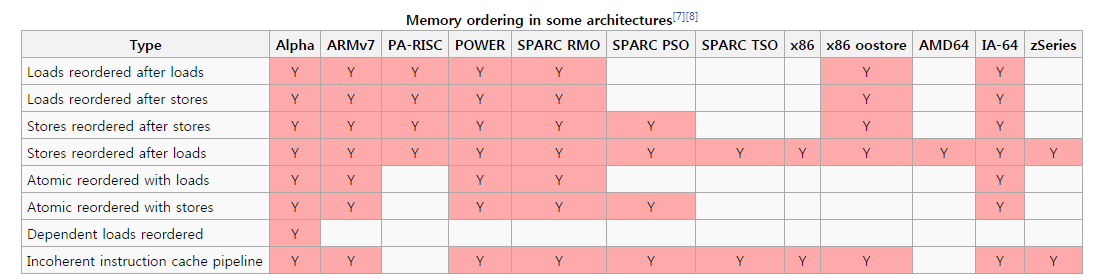 Memory ordering in some architectures[7][8]
Type Alpha ARMv7 PA-RISC POWER SPARC RMO SPARC PSO SPARC TSO x86 x86 oostore AMD64 IA-64 zSeries
Loads reordered after loads Y Y Y Y Y Y Y
Loads reordered after stores Y Y Y Y Y Y Y
Stores reordered after stores Y Y Y Y Y Y Y Y
Stores reordered after loads Y Y Y Y Y Y Y Y Y Y Y Y
Atomic reordered with loads Y Y Y Y Y
Atomic reordered with stores Y Y Y Y Y Y
Dependent loads reordered Y
Incoherent instruction cache pipeline Y Y Y Y Y Y Y Y Y Y